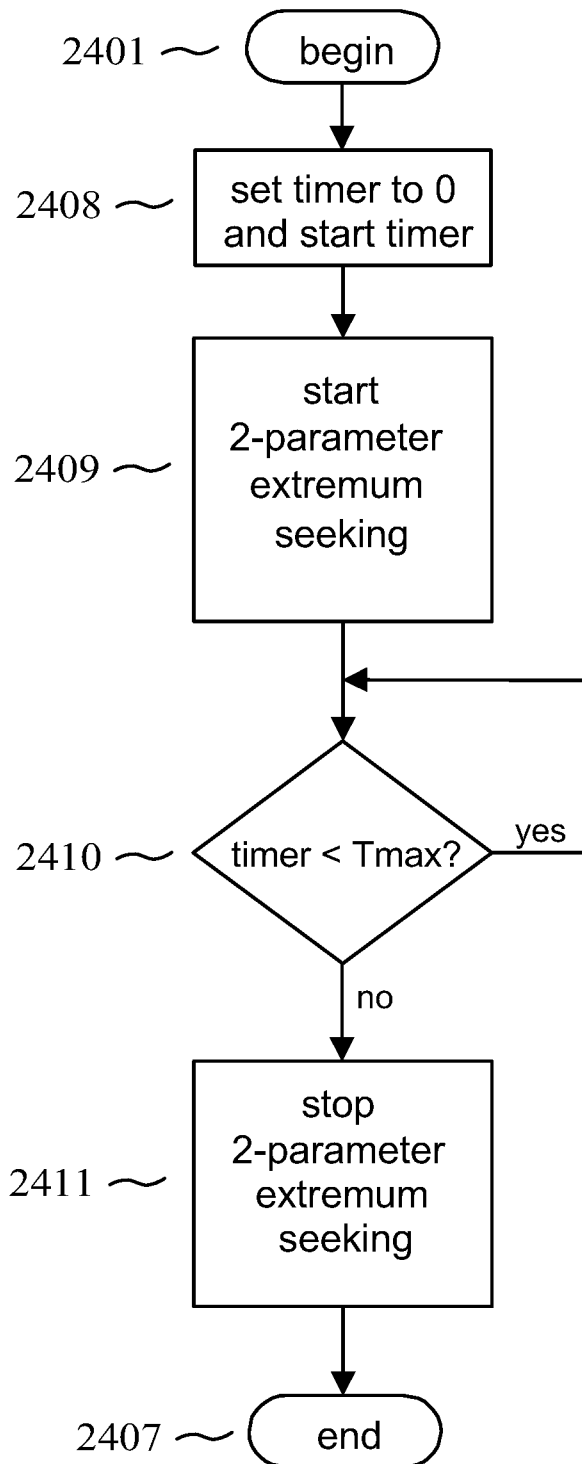 2401
begin
2408
set timer to 0
and start timer
2409
start
2-parameter
extremum
seeking
2410
timer < Tmax?
yes
no
2411
stop
2-parameter
extremum
seeking
2407
end